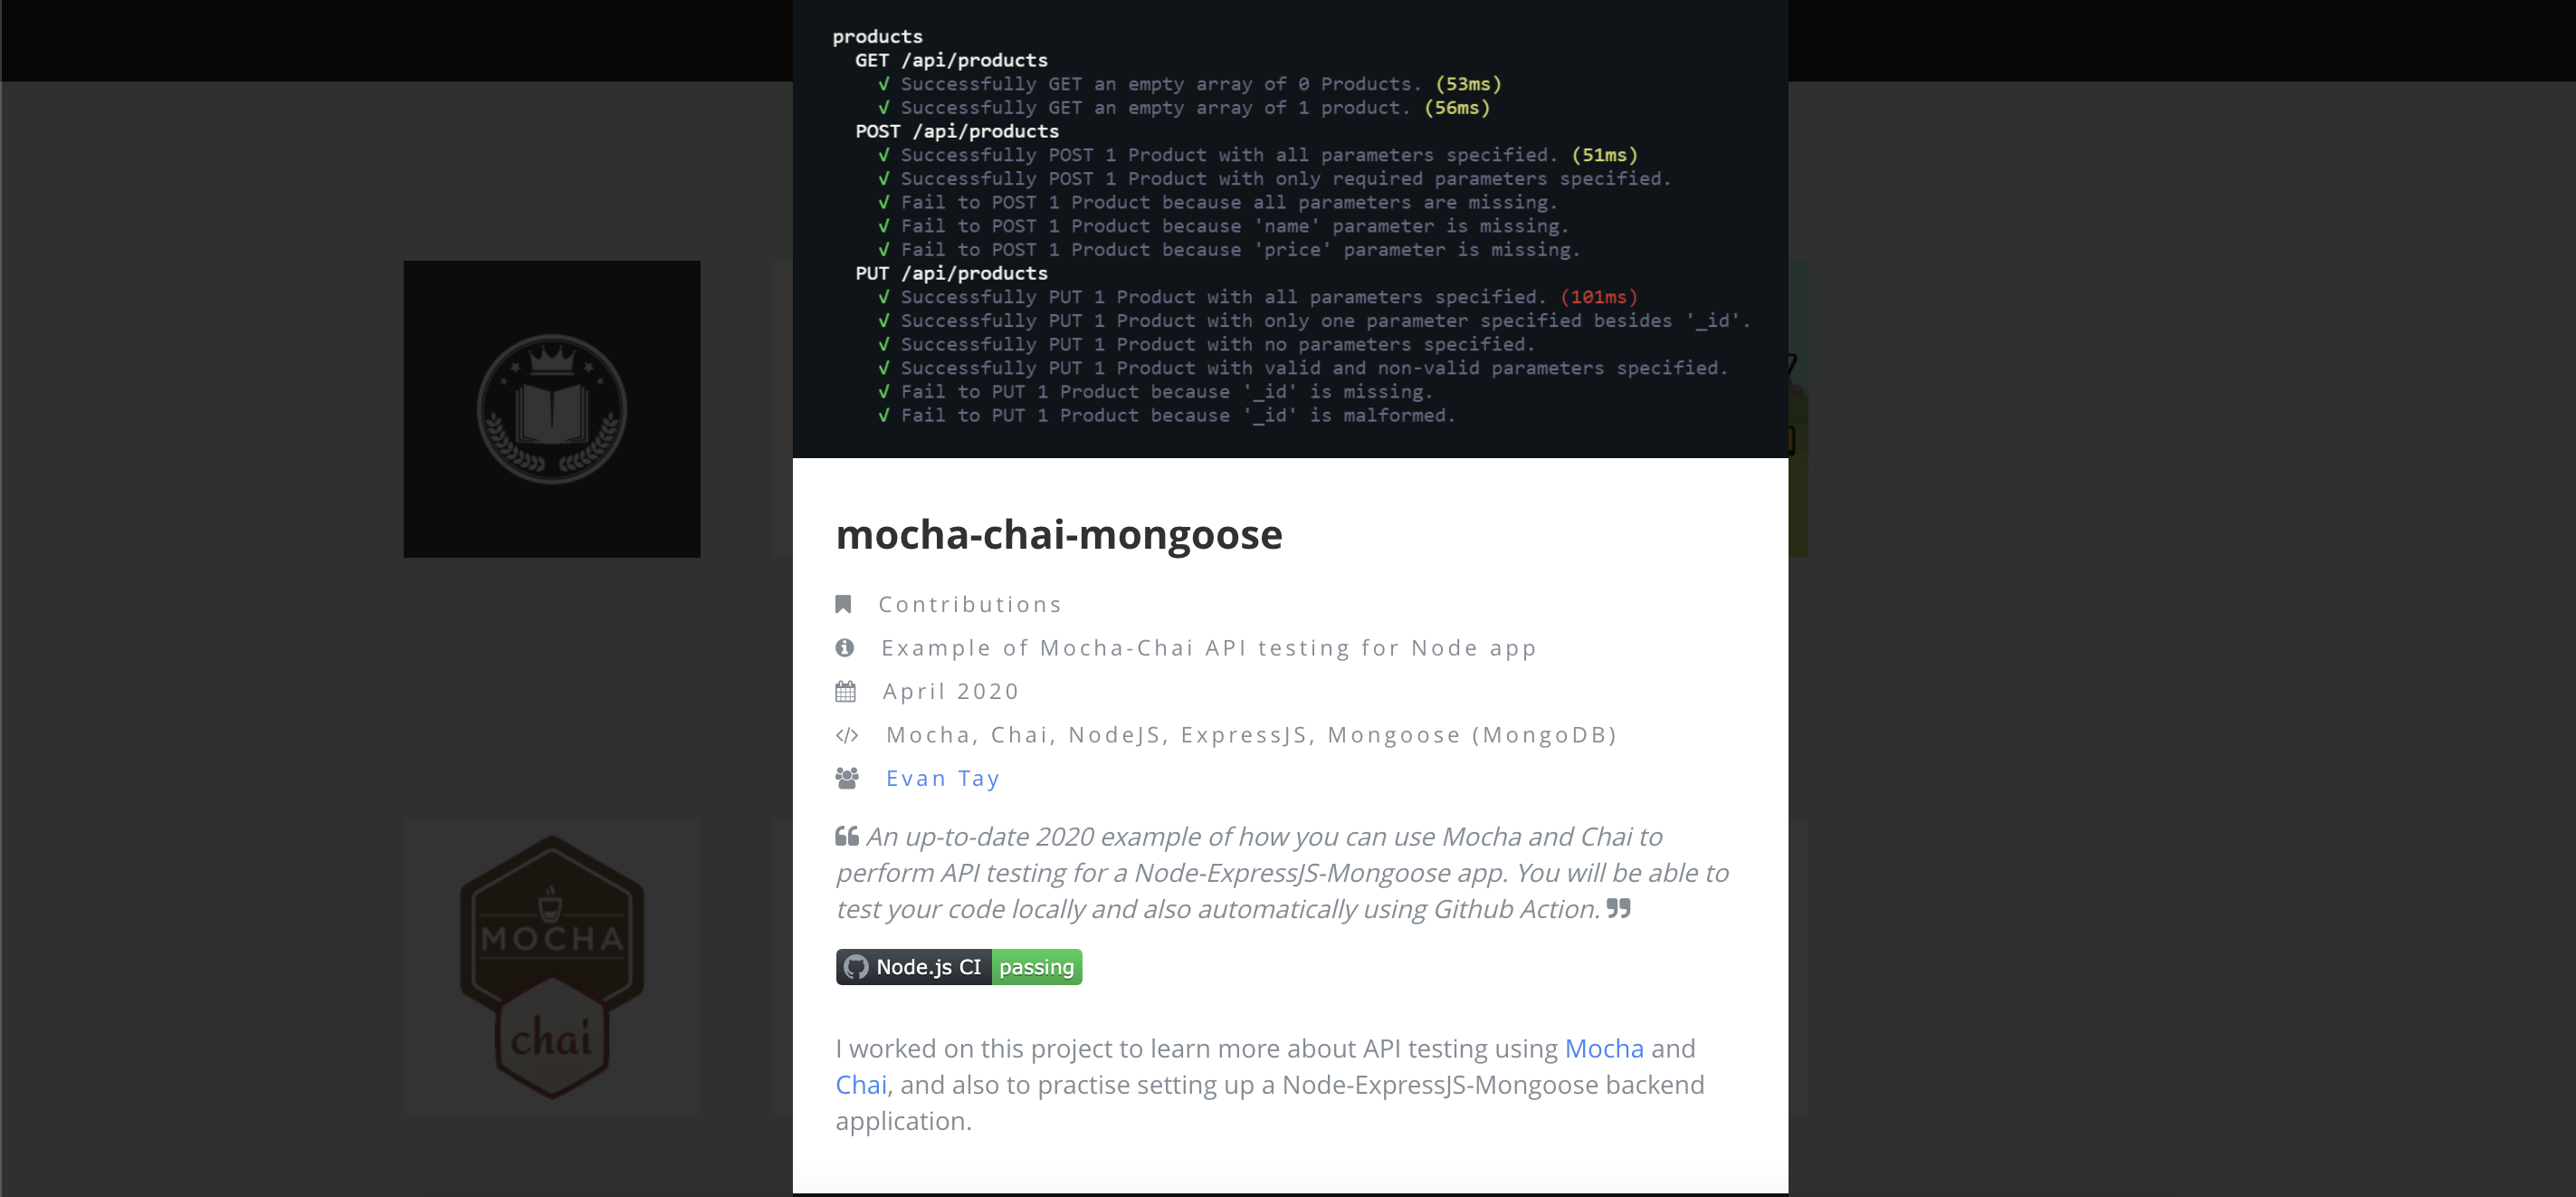 products
GET /api/products
√ Successfully GET an empty array of 0 Products. (53ms)
√ Successfully GET an empty array of 1 product. (56ms)
POST /api/products
√ Successfully POST 1 Product with all parameters specified. (51ms)
√ Successfully POST 1 Product with only required parameters specified.
√ Fail to POST 1 Product because all parameters are missing.
√ Fail to POST 1 Product because 'name' parameter is missing.
√ Fail to POST 1 Product because 'price' parameter is missing.
PUT /api/products
√ Successfully PUT 1 Product with all parameters specified. (101ms)
√ Successfully PUT 1 Product with only one parameter specified besides '_id'.
√ Successfully PUT 1 Product with no parameters specified.
√ Successfully PUT 1 Product with valid and non-valid parameters specified.
√ Fail to PUT 1 Product because '_id' is missing.
√ Fail to PUT 1 Product because '_id' is malformed.
mocha-chai-mongoose
Contributions
Example of Mocha-Chai API testing for Node app
April 2020
Mocha, Chai, NodeJS, ExpressJS, Mongoose (MongoDB)
Evan Tay
❝ An up-to-date 2020 example of how you can use Mocha and Chai to
perform API testing for a Node-ExpressJS-Mongoose app. You will be able to
test your code locally and also automatically using Github Action. ❞
Node.js CI passing
I worked on this project to learn more about API testing using Mocha and
Chai, and also to practise setting up a Node-ExpressJS-Mongoose backend
application.
MOCHA
chai